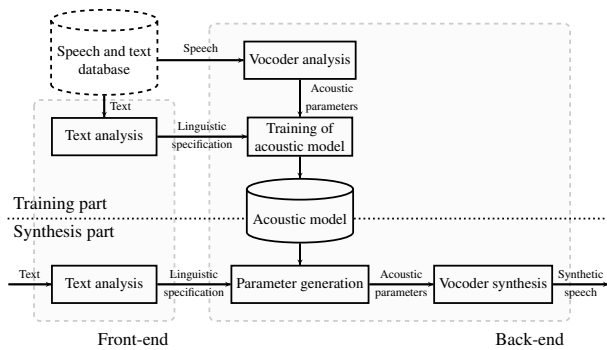 Speech and text
database
Speech
Vocoder analysis
Text
Acoustic
parameters
Text analysis
Linguistic
specification
Training of
acoustic model
Training part
Acoustic model
Synthesis part
Text
Text analysis
Linguistic
specification
Parameter generation
Acoustic
parameters
Vocoder synthesis
Synthetic
speech
Front-end
Back-end